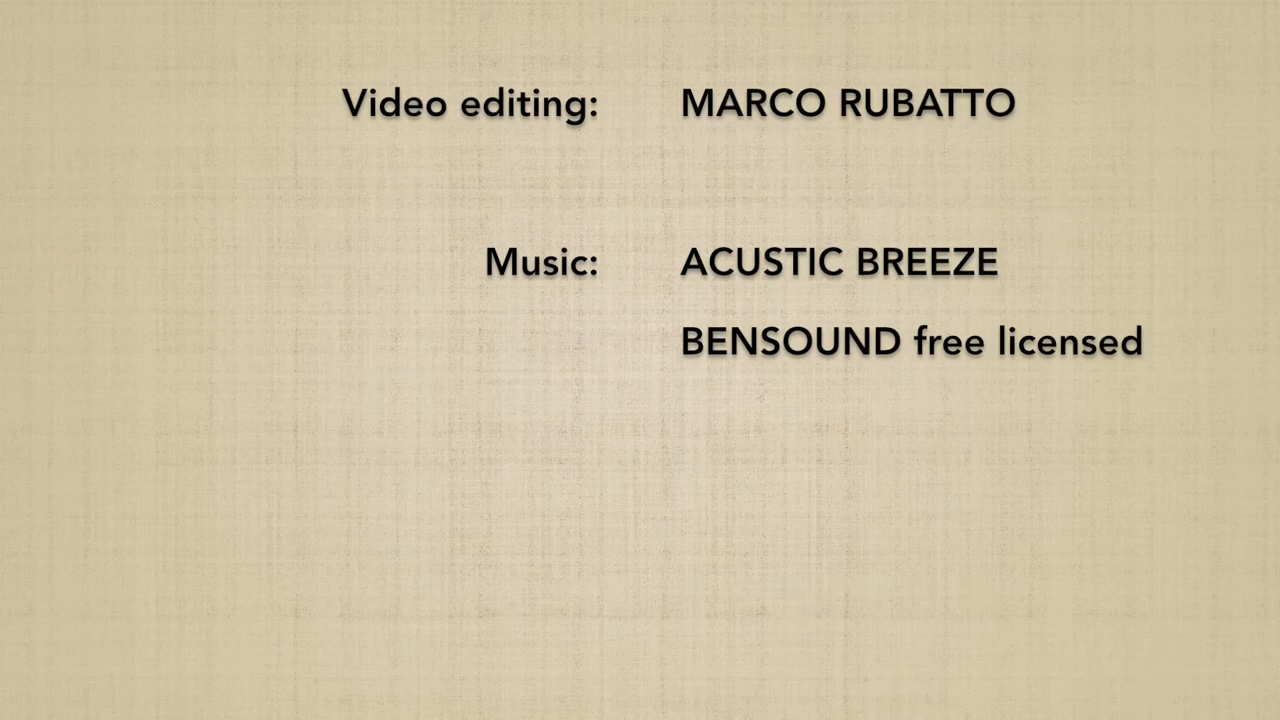 Video editing: MARCO RUBATTO
Music: ACUSTIC BREEZE
BENSOUND free licensed